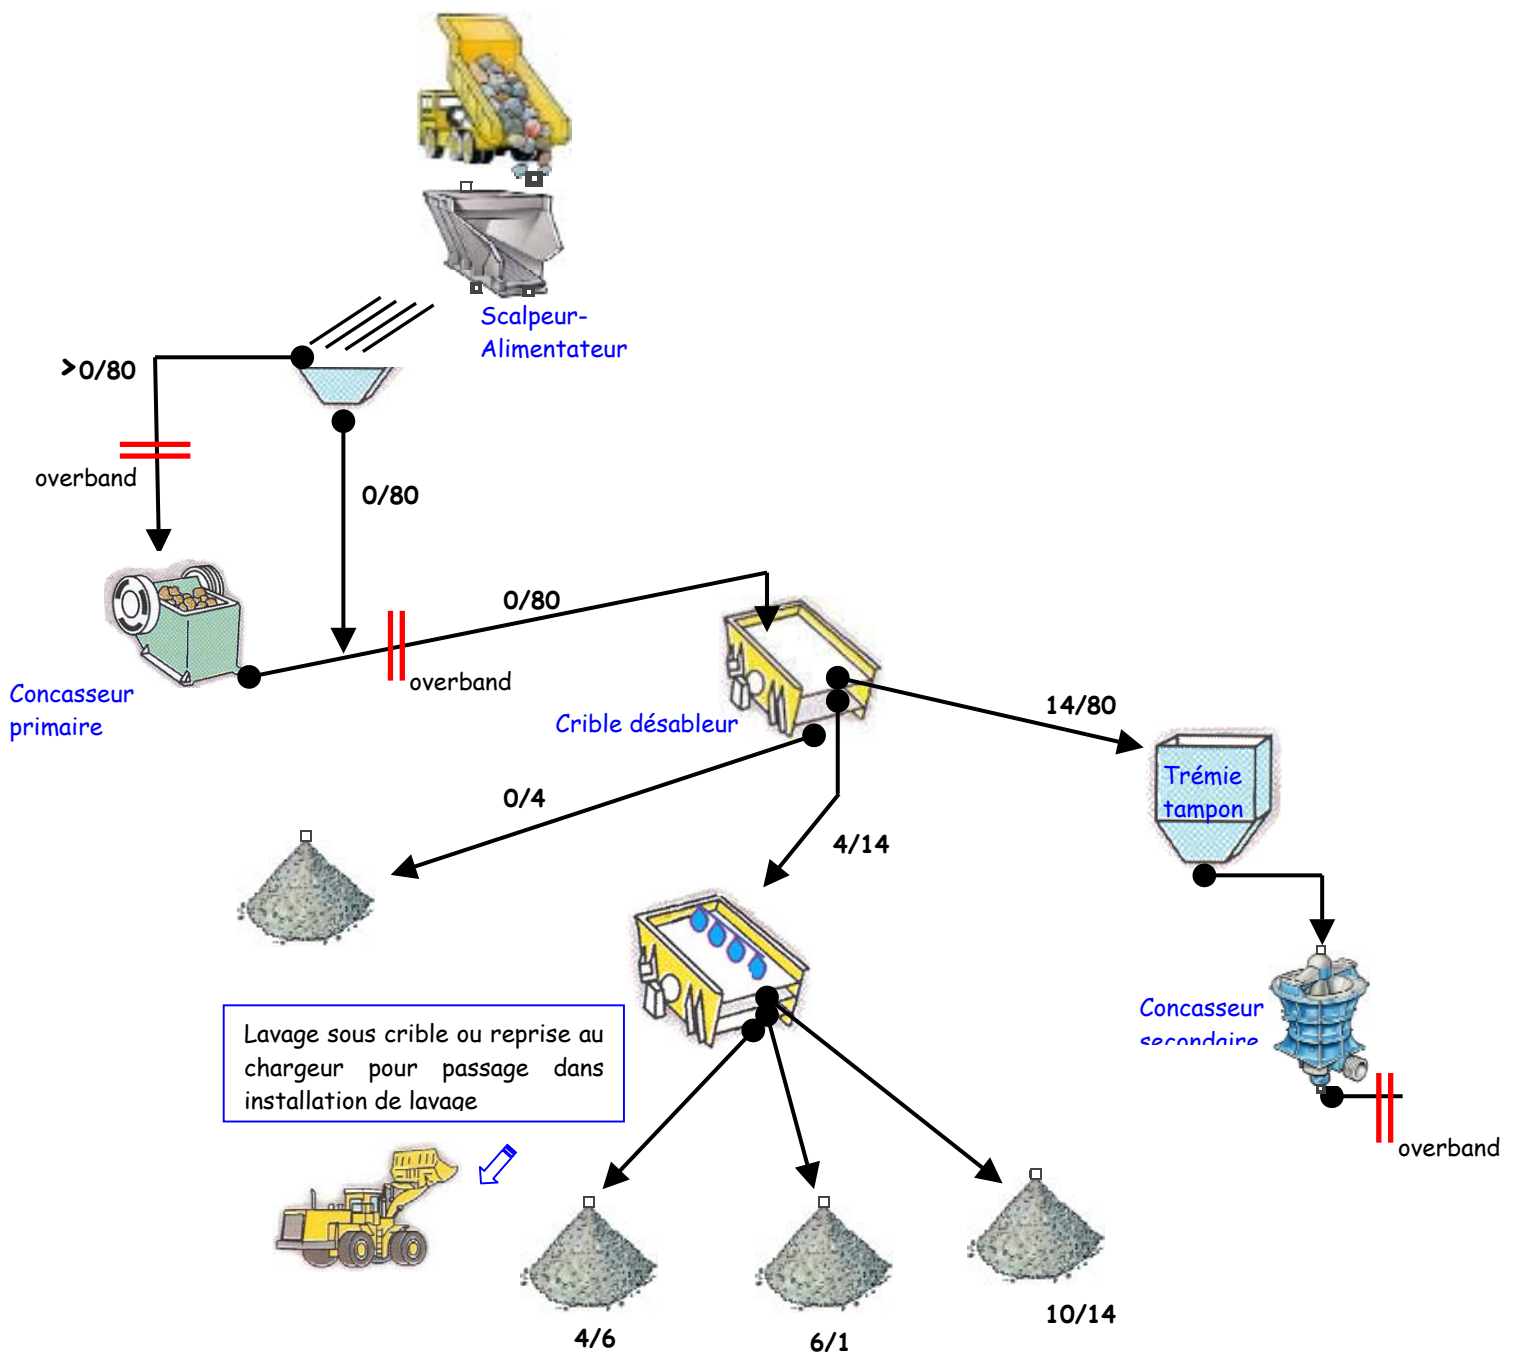 Scalpeur-
Alimentateur
>0/80
overband
0/80
0/80
overband
Concasseur
primaire
Crible désableur
14/80
Trémie
tampon
0/4
4/14
Concasseur
secondaire
Lavage sous crible ou reprise au
chargeur pour passage dans
installation de lavage
overband
4/6
6/1
10/14